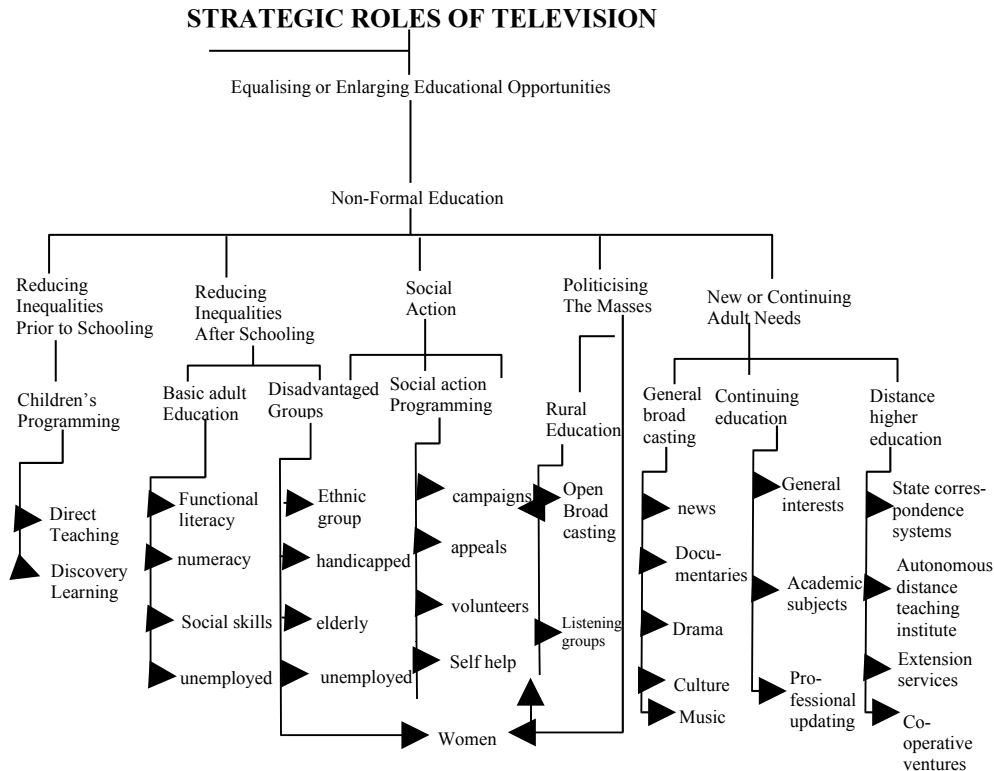 STRATEGIC ROLES OF TELEVISION
Equalising or Enlarging Educational Opportunities
Non-Formal Education
Reducing
Inequalities
Prior to Schooling
Children's
Programming
Direct
Teaching
Discovery
Learning
Reducing
Inequalities
After Schooling
Basic adult
Education
Functional
literacy
numeracy
Social skills
unemployed
Disadvantaged
Groups
Ethnic
group
handicapped
elderly
unemployed
Women
Social
Action
Social action
Programming
campaigns
appeals
volunteers
Self help
Politicising
The Masses
Rural
Education
Open
Broad
casting
Listening
groups
New or Continuing
Adult Needs
General
broad
casting
news
Docu-
mentaries
Drama
Culture
Music
Continuing
education
General
interests
Academic
subjects
Pro-
fessional
updating
Distance
higher
education
State corres-
pondence
systems
Autonomous
distance
teaching
institute
Extension
services
Co-
operative
ventures